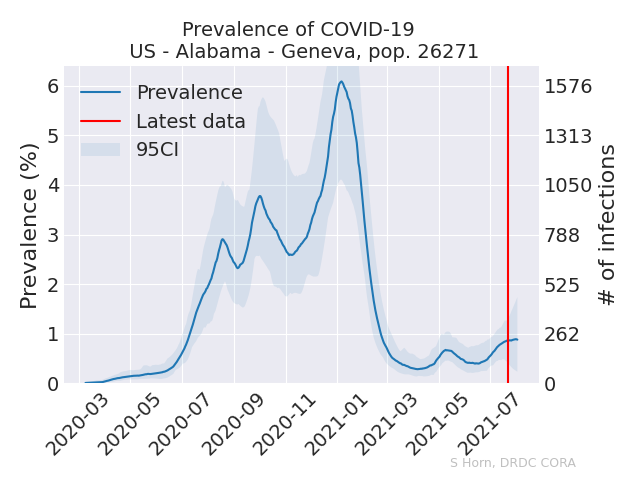 Prevalence of COVID-19
US - Alabama - Geneva, pop. 26271
Prevalence
Latest data
95CI
Prevalence (%)
6
5
4
3
2
1
0
1576
1313
1050
788
525
262
0
# of infections
2020-03
2020-05
2020-07
2020-09
2020-11
2021-01
2021-03
2021-05
2021-07
S Horn, DRDC CORA